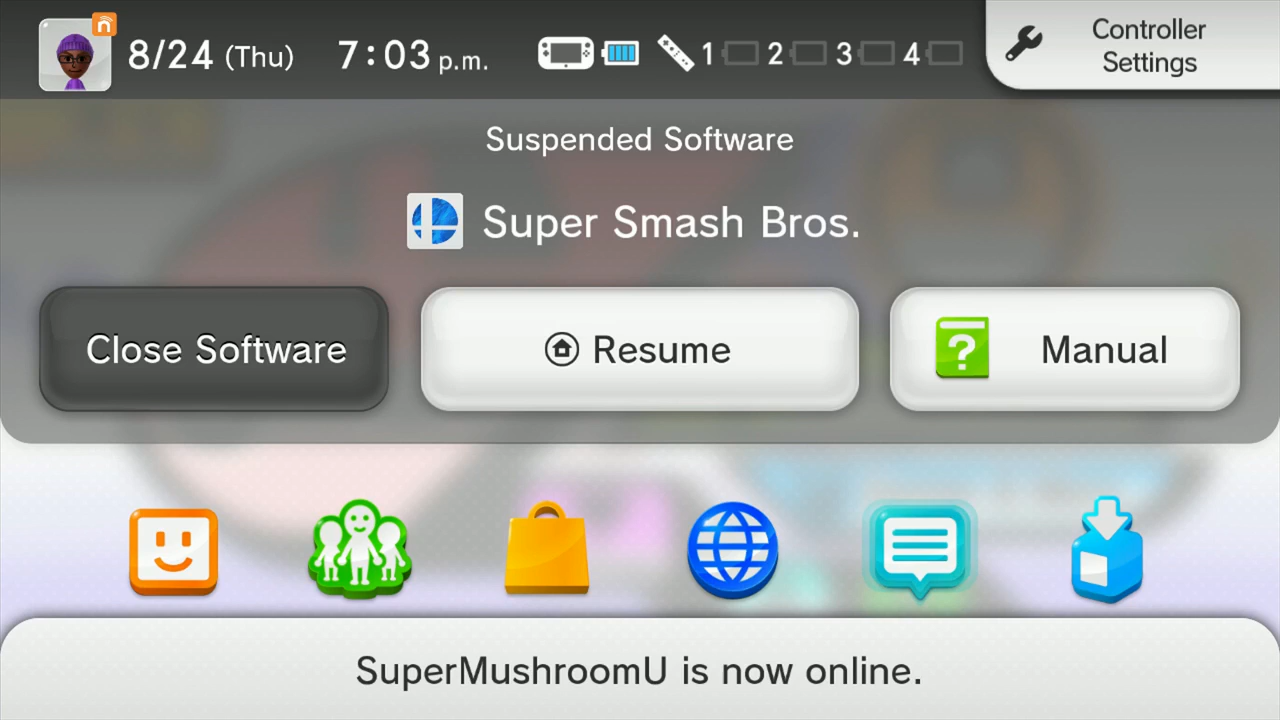 8/24 (Thu) 7:03 p.m. 1 2 3 4
Controller
Settings
Suspended Software
Super Smash Bros.
Close Software
Resume
? Manual
SuperMushroomU is now online.